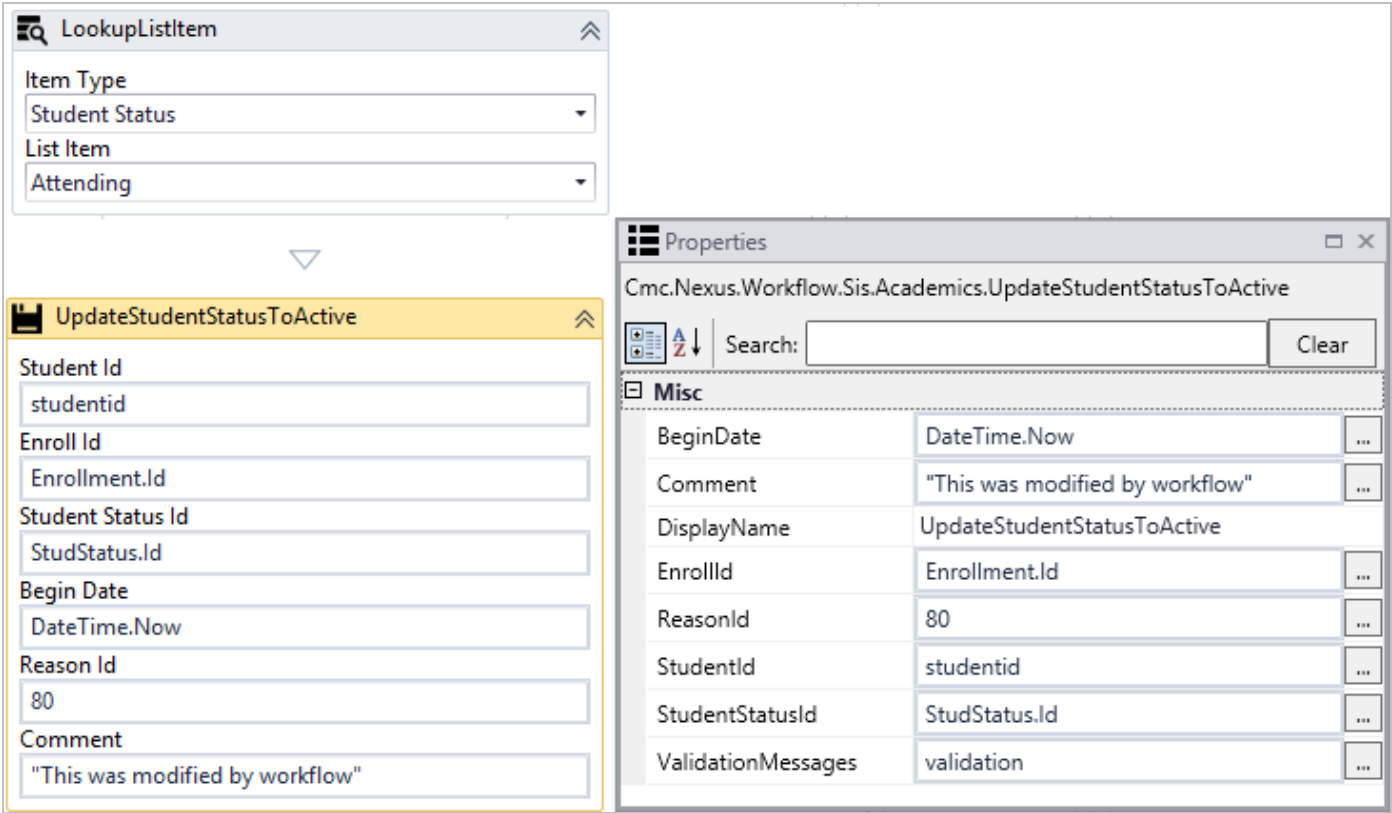 LookupListItem
Item Type
Student Status
List Item
Attending
UpdateStudentStatusToActive
Student Id
studentid
Enroll Id
Enrollment.Id
Student Status Id
StudStatus.Id
Begin Date
DateTime.Now
Reason Id
80
Comment
"This was modified by workflow"
Properties
Cmc.Nexus.Workflow.Sis.Academics.UpdateStudentStatusToActive
A Z Search: Clear
Misc
BeginDate DateTime.Now ...
Comment "This was modified by workflow" ...
DisplayName UpdateStudentStatusToActive
EnrollId Enrollment.Id ...
ReasonId 80 ...
StudentId studentid ...
StudentStatusId StudStatus.Id ...
ValidationMessages validation ...